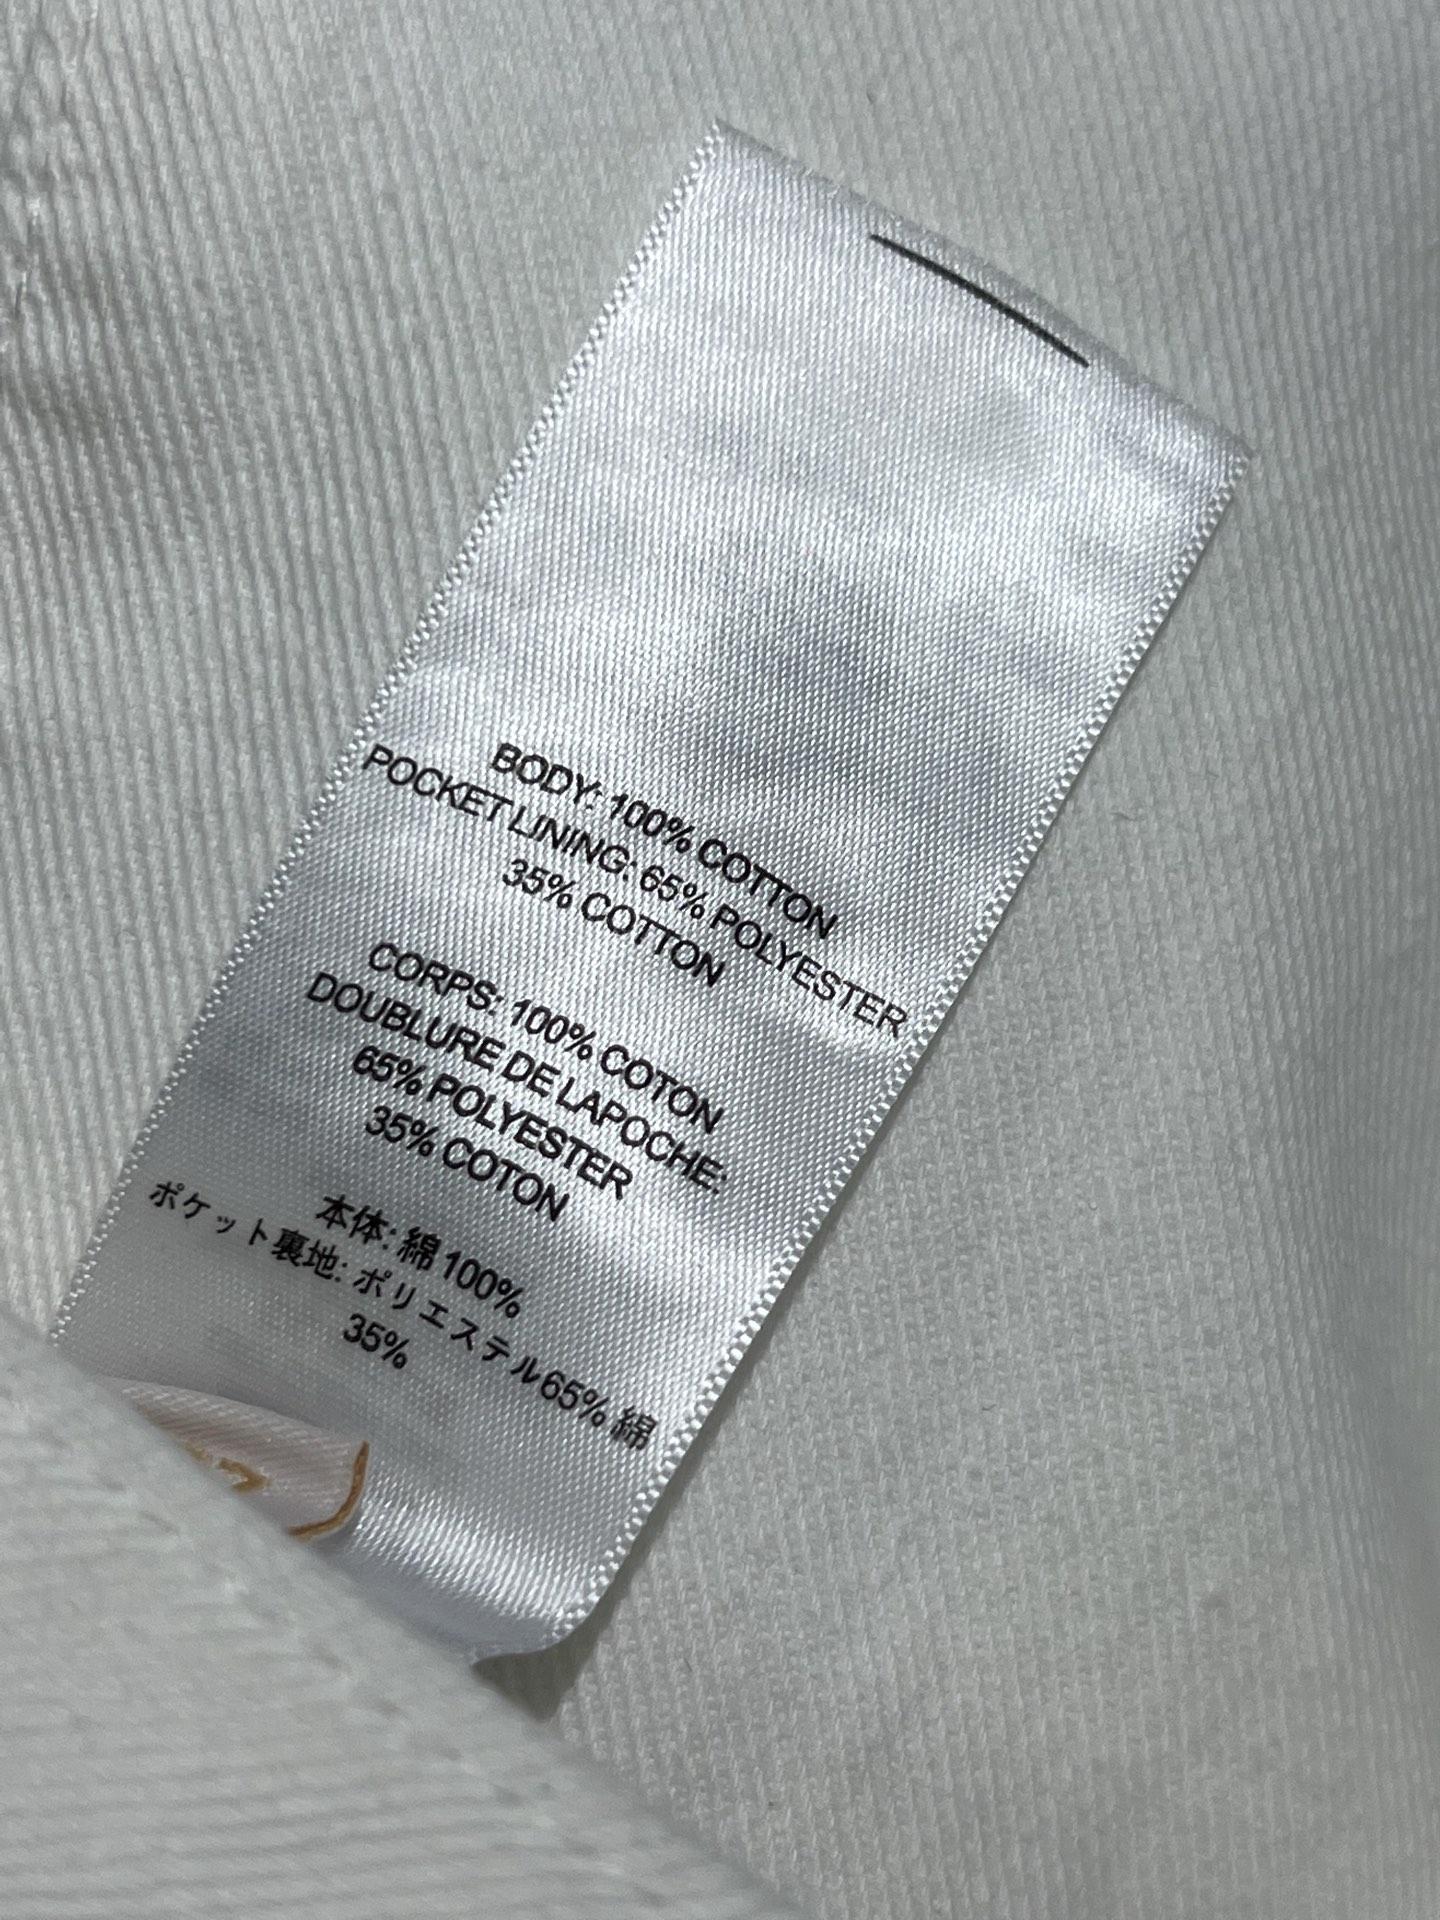 BODY: 100% COTTON
POCKET LINING: 65% POLYESTER
35% COTTON
CORPS: 100% COTON
DOUBLURE DE LAPOCHE:
65% POLYESTER
35% COTON
本体: 綿 100%
ポケット裏地: ポリエステル65% 綿
35%